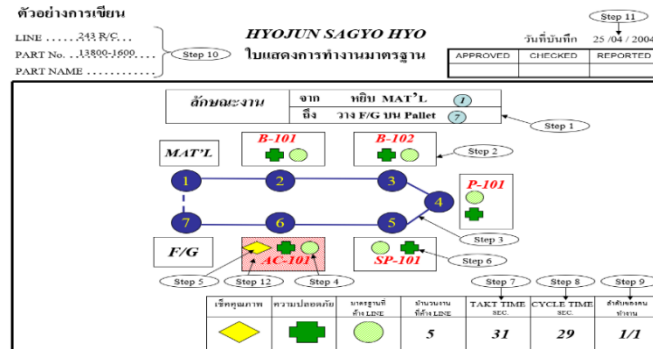 ตัวอย่างการเขียน
LINE .... 243 R/C ....
PART No. ... 13800-1600 ....
PART NAME ..............
Step 10
HYOJUN SAGYO HYO
ใบแสดงการทำงานมาตรฐาน
Step 11
วันที่บันทึก 25 /04 / 2004
APPROVED CHECKED REPORTED
ลักษณะงาน
จาก หยิบ MAT'L 1
ถึง วาง F/G บน Pallet 7
Step 1
B-101
B-102
Step 2
MAT'L
P-101
1 2 3
4
7 6 5
Step 3
F/G
AC-101
SP-101
Step 5 Step 12 Step 4
Step 6
Step 7 Step 8 Step 9
เช็คคุณภาพ
ความปลอดภัย
มาตรฐานที่ค้าง LINE
จำนวนงานที่ค้าง LINE
TAKT TIME SEC.
CYCLE TIME SEC.
ลำดับของคนทำงาน
5 31 29 1/1